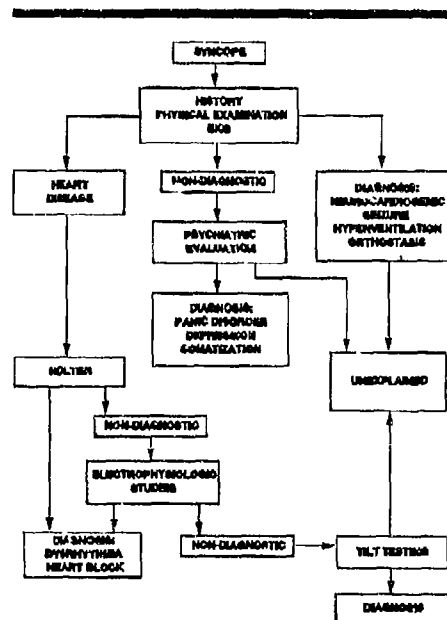 SYNCOPE
HISTORY
PHYSICAL EXAMINATION
EKG
HEART
DISEASE
NON-DIAGNOSTIC
DIAGNOSIS:
NEUROCARDIOGENIC
SEIZURE
HYPERVENTILATION
ORTHOSTASIS
PSYCHIATRIC
EVALUATION
DIAGNOSIS:
PANIC DISORDER
DEPRESSION
SOMATIZATION
HOLTER
UNEXPLAINED
NON-DIAGNOSTIC
ELECTROPHYSIOLOGIC
STUDIES
DIAGNOSIS:
DYSRHYTHMIA
HEART BLOCK
NON-DIAGNOSTIC
TILT TESTING
DIAGNOSIS